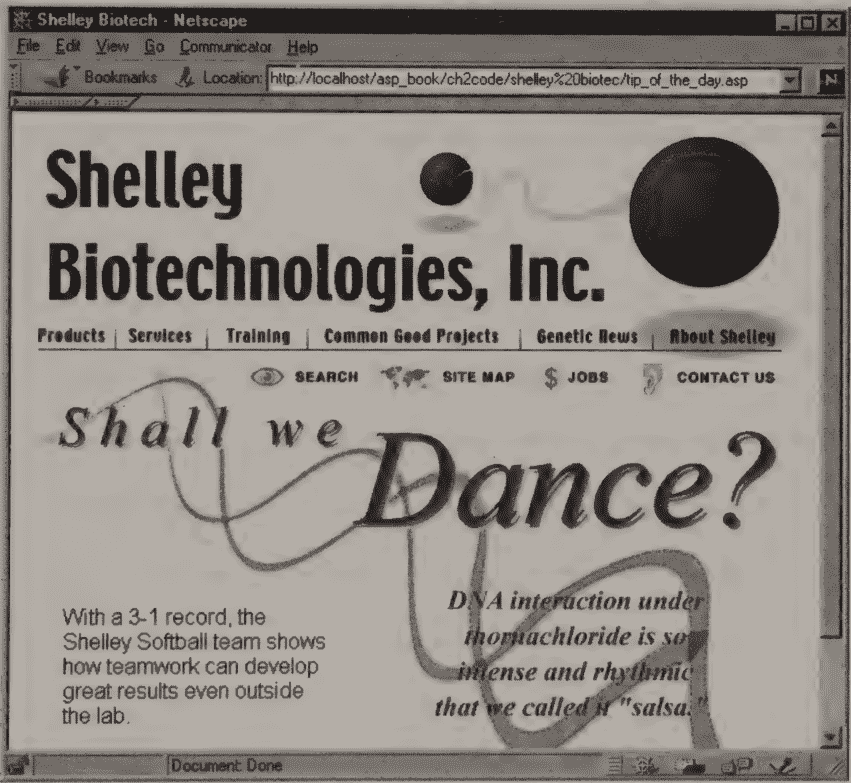 Shelley Biotech - Netscape
File Edit View Go Communicator Help
Bookmarks Location: http://localhost/asp_book/ch2code/shelley%20biotec/tip_of_the_day.asp
N
Shelley
Biotechnologies, Inc.
Products Services Training Common Good Projects Genetic News About Shelley
SEARCH SITE MAP $ JOBS CONTACT US
Shall we
Dance?
With a 3-1 record, the
Shelley Softball team shows
how teamwork can develop
great results even outside
the lab.
DNA interaction under
thornachloride is so
intense and rhythmic
that we called it "salsa."
Document: Done